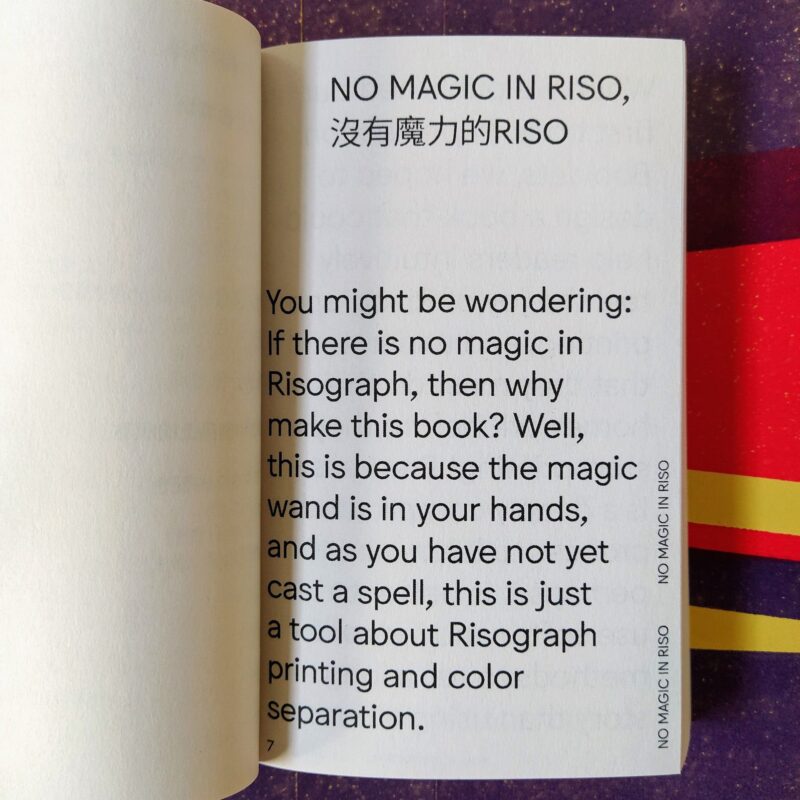 NO MAGIC IN RISO,
沒有魔力的RISO
You might be wondering:
If there is no magic in
Risograph, then why
make this book? Well,
this is because the magic
wand is in your hands,
and as you have not yet
cast a spell, this is just
a tool about Risograph
printing and color
separation.
7
NO MAGIC IN RISO
NO MAGIC IN RISO